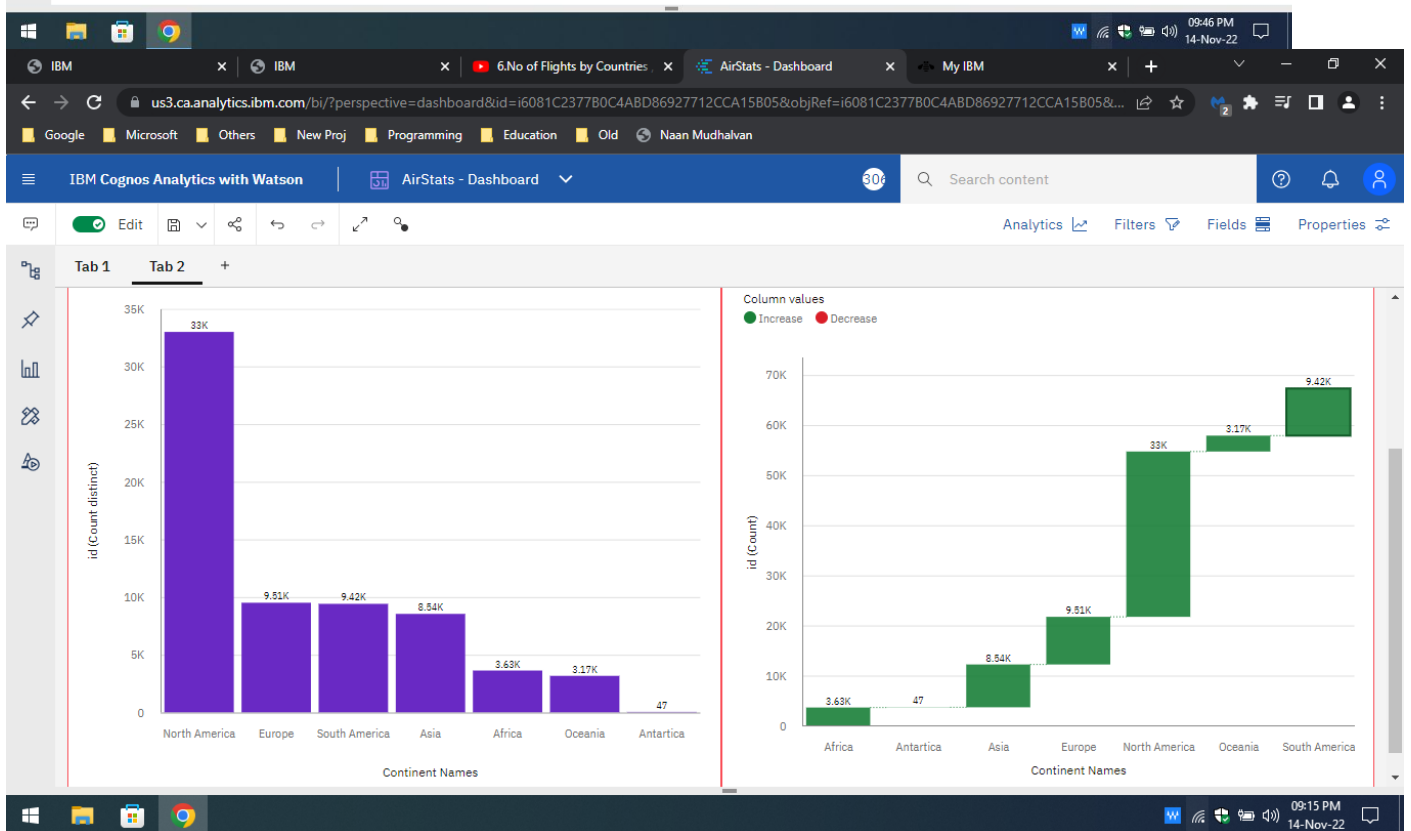 09:46 PM
14-Nov-22
IBM
IBM
6.No of Flights by Countries
AirStats - Dashboard
My IBM
us3.ca.analytics.ibm.com/bi/?perspective=dashboard&id=i6081C2377B0C4ABD86927712CCA15B05&objRef=i6081C2377B0C4ABD86927712CCA15B05&...
2
Google Microsoft Others New Proj Programming Education Old Naan Mudhalvan
IBM Cognos Analytics with Watson
AirStats - Dashboard
306
Search content
Edit
Analytics
Filters
Fields
Properties
Tab 1
Tab 2
35K
30K
25K
20K
15K
10K
5K
0
id (Count distinct)
33K
9.51K
9.42K
8.54K
3.63K
3.17K
47
North America Europe South America Asia Africa Oceania Antartica
Continent Names
Column values
Increase Decrease
70K
60K
50K
40K
30K
20K
10K
0
id (Count)
3.63K
47
8.54K
9.51K
33K
3.17K
9.42K
Africa Antartica Asia Europe North America Oceania South America
Continent Names
09:15 PM
14-Nov-22